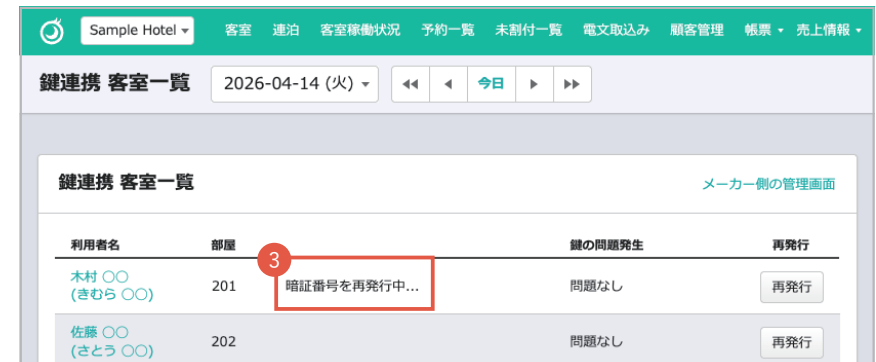 Sample Hotel 客室 連泊 客室稼働状況 予約一覧 未割付一覧 電文取込み 顧客管理 帳票 売上情報
鍵連携 客室一覧 2026-04-14 (火) 今日
鍵連携 客室一覧 メーカー側の管理画面
利用者名 部屋 鍵の問題発生 再発行
3
木村 〇〇
(きむら 〇〇) 201 暗証番号を再発行中... 問題なし 再発行
佐藤 〇〇
(さとう 〇〇) 202 問題なし 再発行